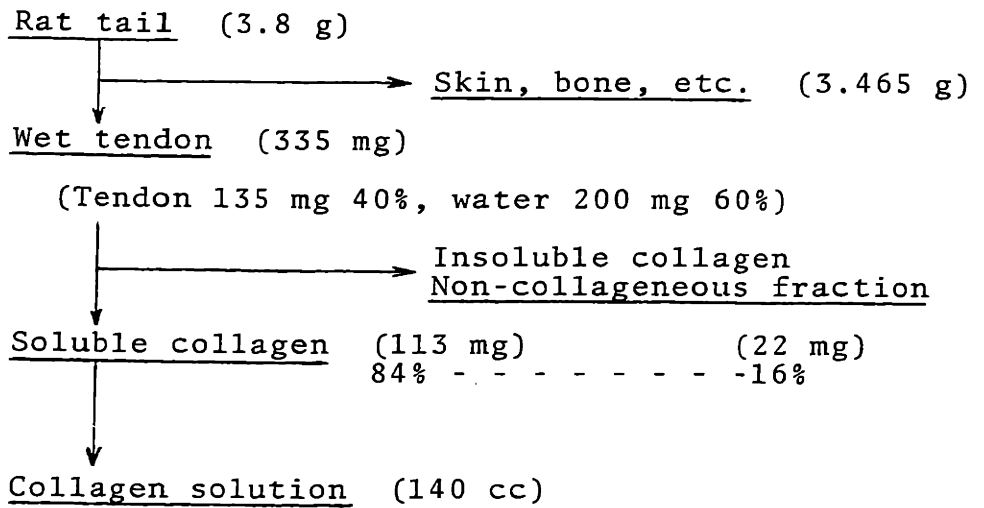 Rat tail (3.8 g)
Skin, bone, etc. (3.465 g)
Wet tendon (335 mg)
(Tendon 135 mg 40%, water 200 mg 60%)
Insoluble collagen
Non-collageneous fraction
Soluble collagen (113 mg) (22 mg)
84% - - - - - - -16%
Collagen solution (140 cc)